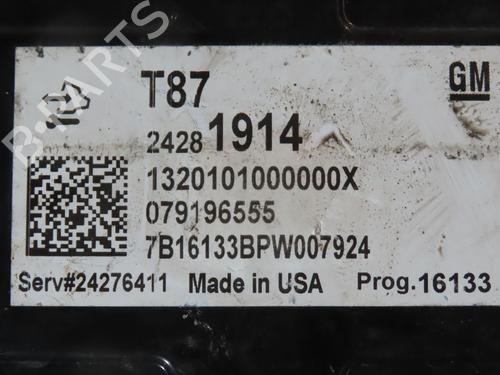 T87
GM
2428 1914
1320101000000X
079196555
7B16133BPW007924
Serv#24276411 Made in USA Prog.16133
B-PARTS